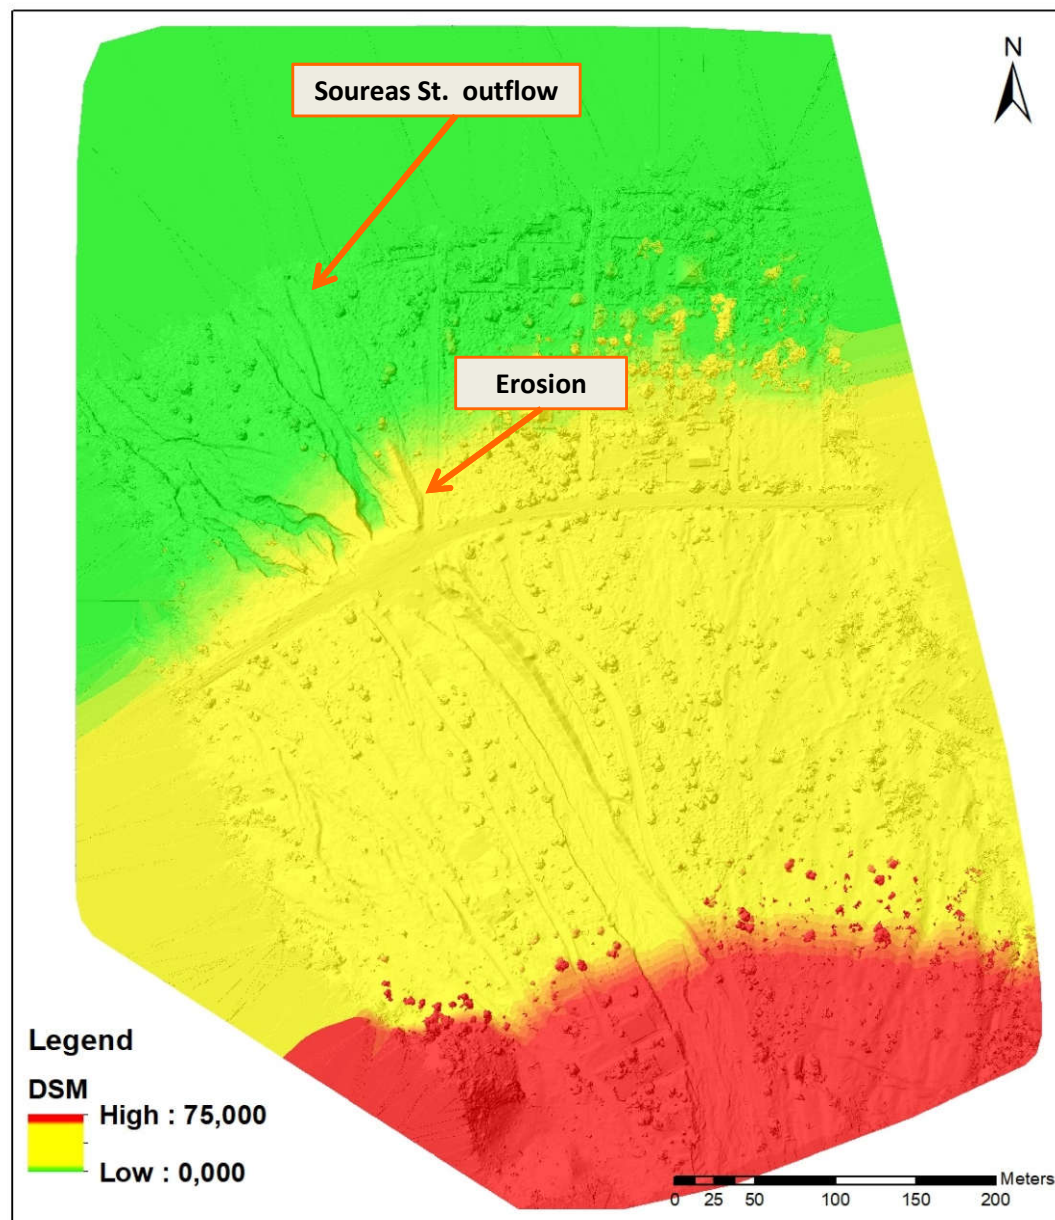 N
Soureas St. outflow
Erosion
Legend
DSM
High : 75,000
Low : 0,000
Meters
0 25 50 100 150 200